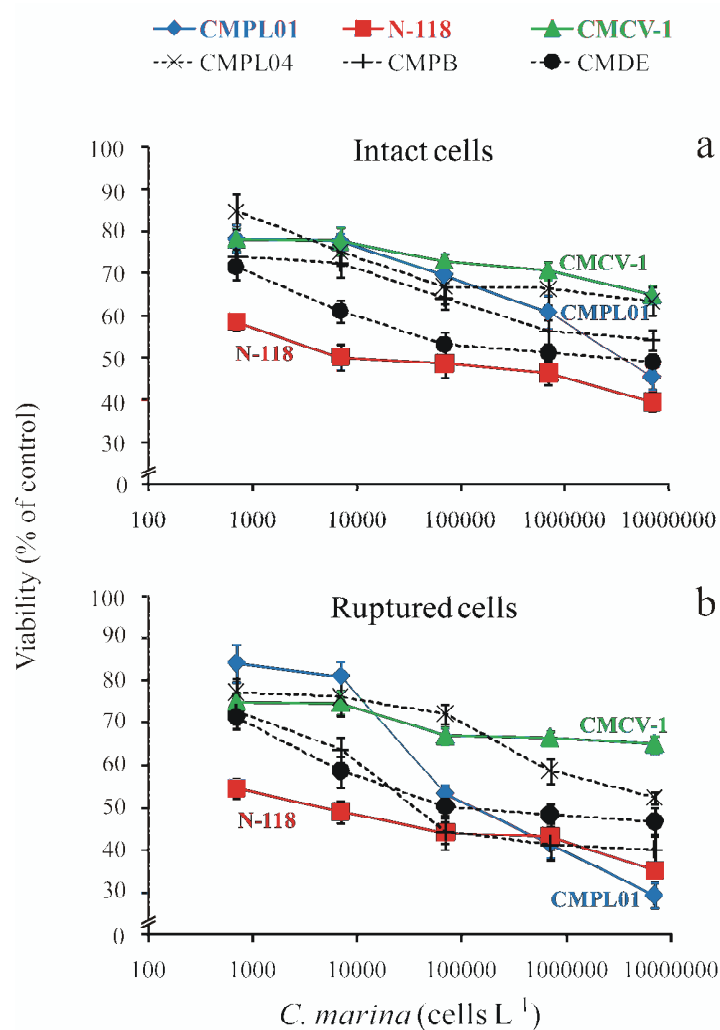 CMPL01 N-118 CMCV-1
CMPL04 CMPB CMDE
Viability (% of control)
a
Intact cells
100
90
80
70
60
50
40
30
0
CMCV-1
CMPL01
N-118
100 1000 10000 100000 1000000 10000000
b
Ruptured cells
100
90
80
70
60
50
40
30
0
CMCV-1
N-118
CMPL01
100 1000 10000 100000 1000000 10000000
C. marina (cells L 1)